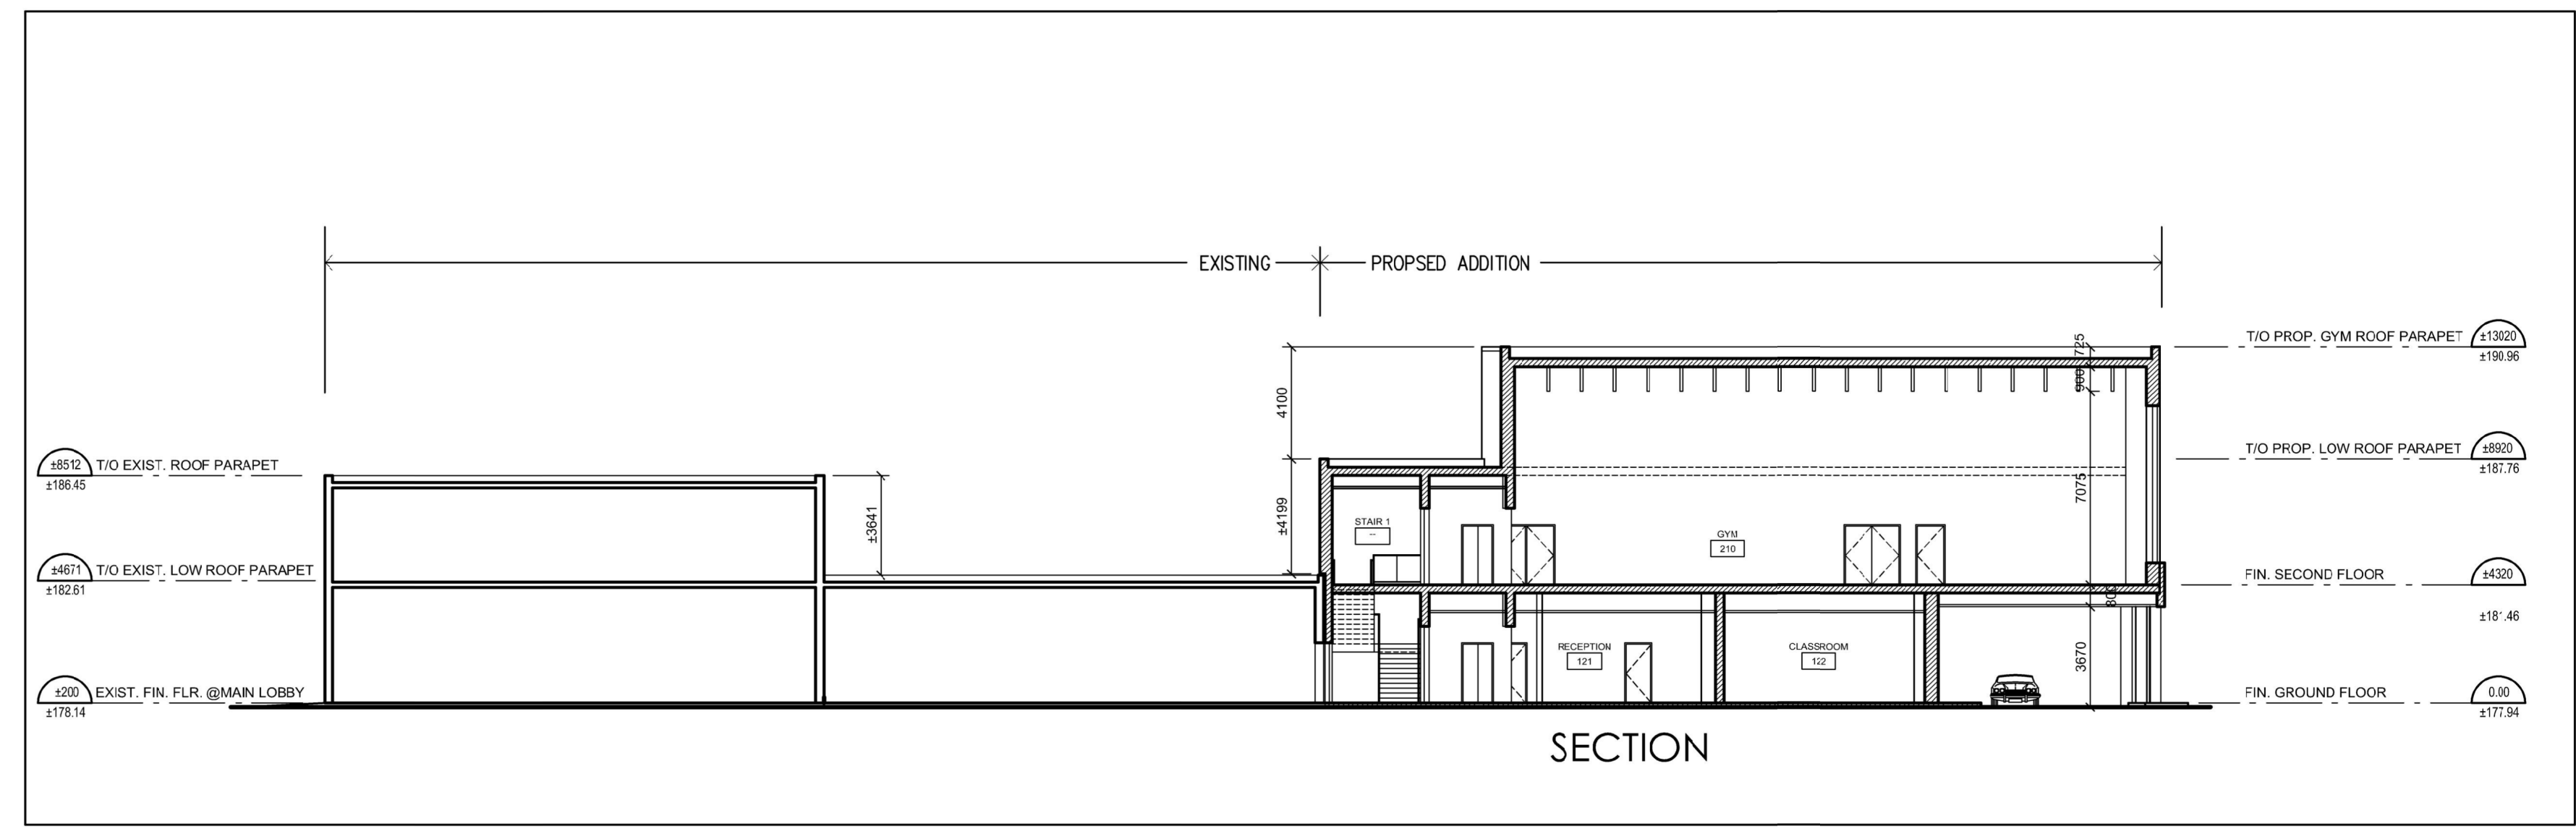 EXISTING
PROPSED ADDITION
T/O PROP. GYM ROOF PARAPET
±13020
±190.96
725
900
4100
±8512
T/O EXIST. ROOF PARAPET
±186.45
T/O PROP. LOW ROOF PARAPET
±8920
±187.76
±3641
±4199
7075
STAIR 1
--
GYM
210
±4671
T/O EXIST. LOW ROOF PARAPET
±182.61
FIN. SECOND FLOOR
±4320
±181.46
800
3670
RECEPTION
121
CLASSROOM
122
±200
EXIST. FIN. FLR. @MAIN LOBBY
±178.14
FIN. GROUND FLOOR
0.00
±177.94
SECTION